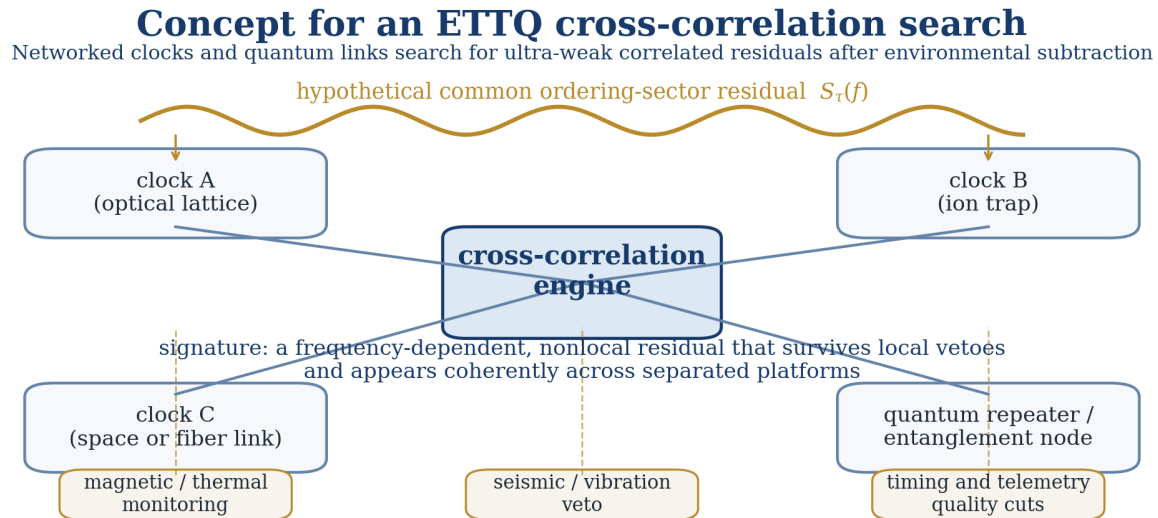 Concept for an ETTQ cross-correlation search
Networked clocks and quantum links search for ultra-weak correlated residuals after environmental subtraction
hypothetical common ordering-sector residual Sτ(f)
clock A
(optical lattice)
clock B
(ion trap)
cross-correlation
engine
signature: a frequency-dependent, nonlocal residual that survives local vetoes
and appears coherently across separated platforms
clock C
(space or fiber link)
quantum repeater /
entanglement node
magnetic / thermal
monitoring
seismic / vibration
veto
timing and telemetry
quality cuts